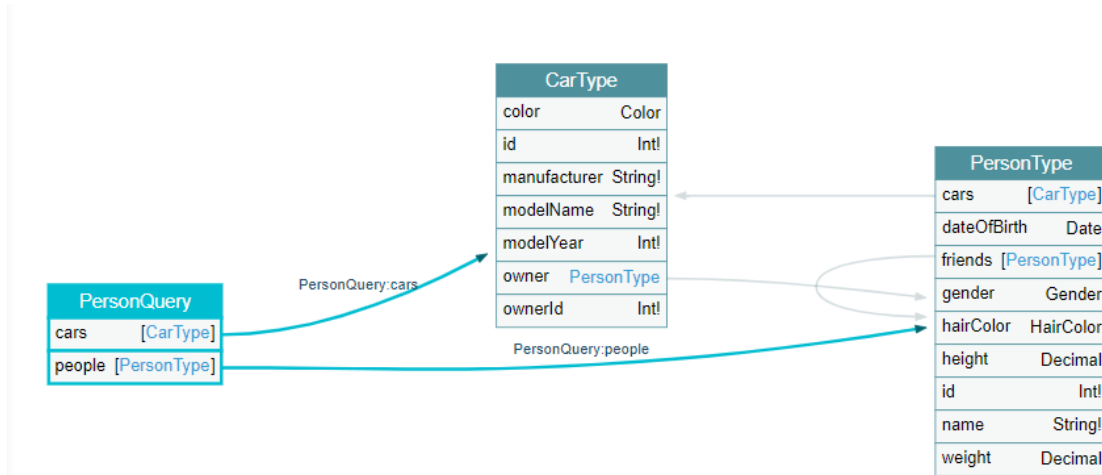 CarType
color Color
id Int!
manufacturer String!
modelName String!
modelYear Int!
owner PersonType
ownerId Int!
PersonType
cars [CarType]
dateOfBirth Date
friends [PersonType]
gender Gender
hairColor HairColor
height Decimal
id Int!
name String!
weight Decimal
PersonQuery
cars [CarType]
people [PersonType]
PersonQuery:cars
PersonQuery:people